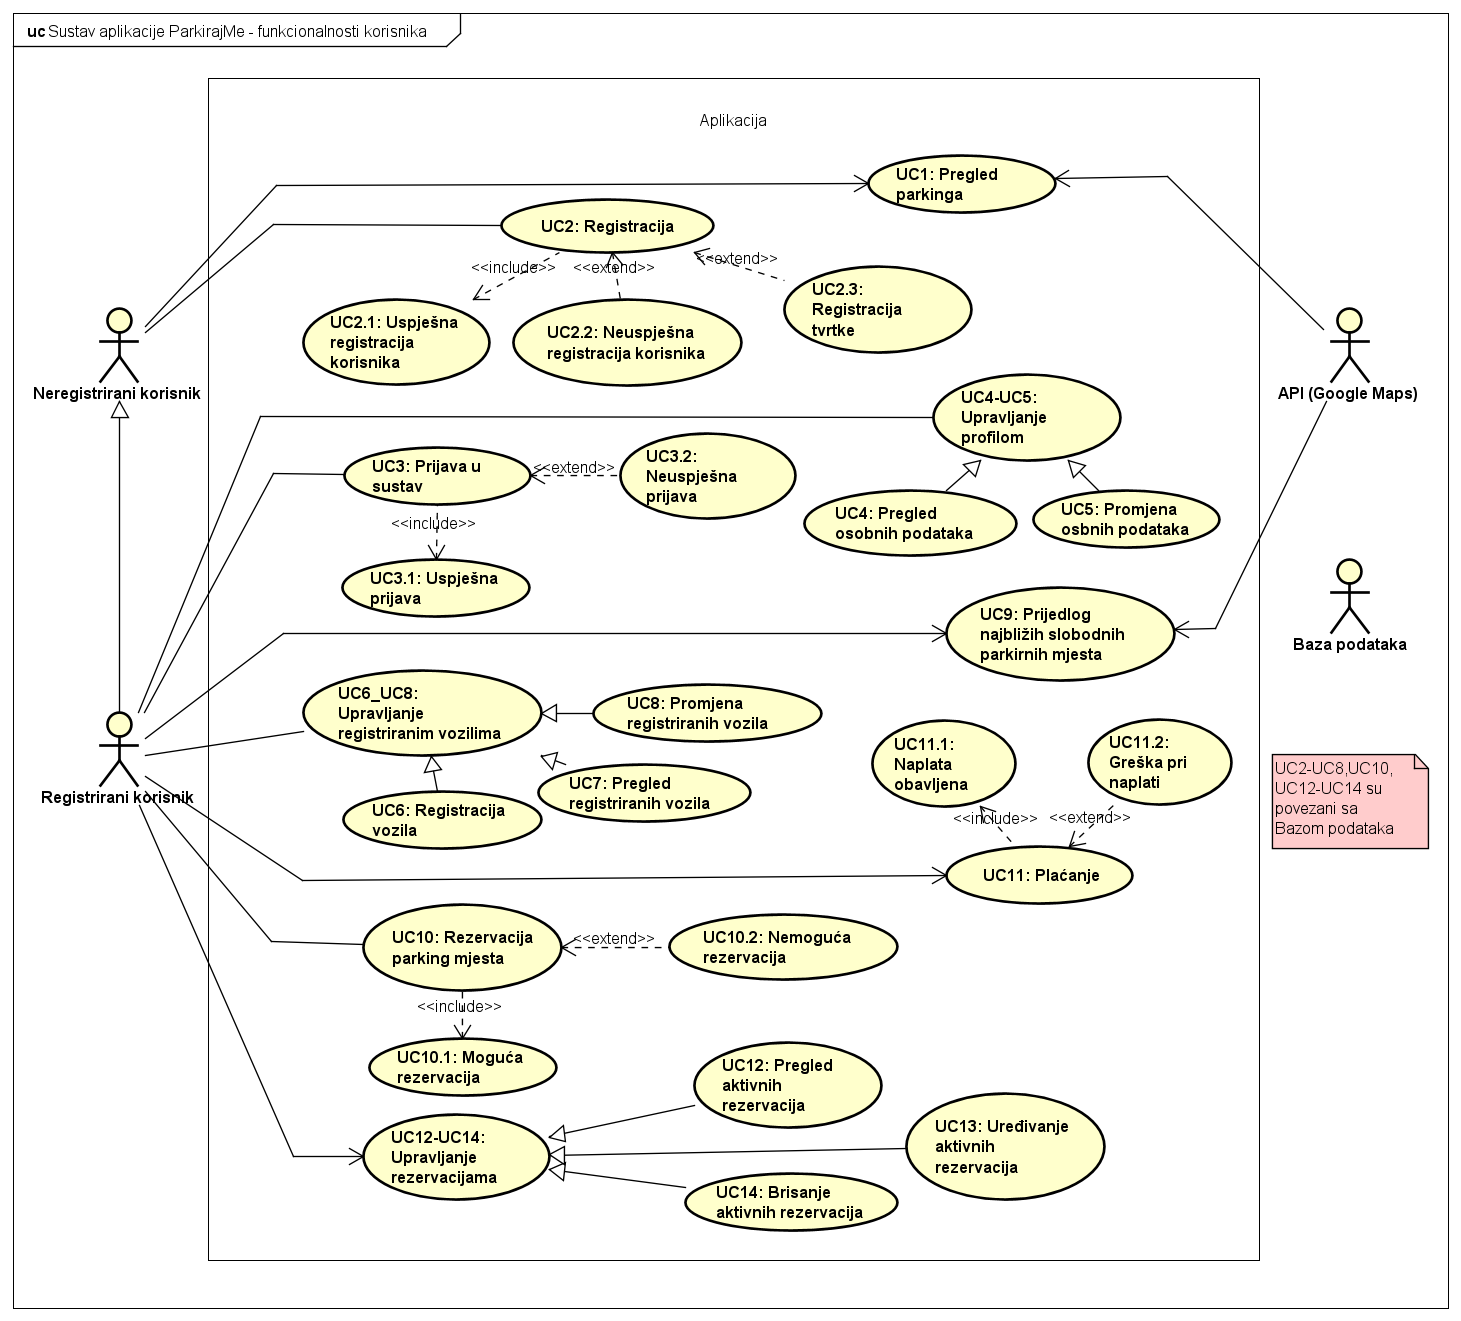 uc Sustav aplikacije ParkirajMe - funkcionalnosti korisnika
Aplikacija
UC1: Pregled
parkinga
UC2: Registracija
<<include>>
<<extend>>
<<extend>>
UC2.1: Uspješna
registracija
korisnika
UC2.2: Neuspješna
registracija korisnika
UC2.3:
Registracija
tvrtke
Neregistrirani korisnik
API (Google Maps)
UC4-UC5:
Upravljanje
profilom
UC3: Prijava u
sustav
<<extend>>
UC3.2:
Neuspješna
prijava
UC4: Pregled
osobnih podataka
UC5: Promjena
osbnih podataka
<<include>>
UC3.1: Uspješna
prijava
UC9: Prijedlog
najbližih slobodnih
parkirnih mjesta
Baza podataka
UC6_UC8:
Upravljanje
registriranim vozilima
UC8: Promjena
registriranih vozila
UC7: Pregled
registriranih vozila
UC6: Registracija
vozila
Registrirani korisnik
UC11.1:
Naplata
obavljena
UC11.2:
Greška pri
naplati
UC2-UC8,UC10,
UC12-UC14 su
povezani sa
Bazom podataka
<<include>>
<<extend>>
UC11: Plaćanje
UC10: Rezervacija
parking mjesta
<<extend>>
UC10.2: Nemoguća
rezervacija
<<include>>
UC10.1: Moguća
rezervacija
UC12: Pregled
aktivnih
rezervacija
UC12-UC14:
Upravljanje
rezervacijama
UC13: Uređivanje
aktivnih
rezervacija
UC14: Brisanje
aktivnih rezervacija